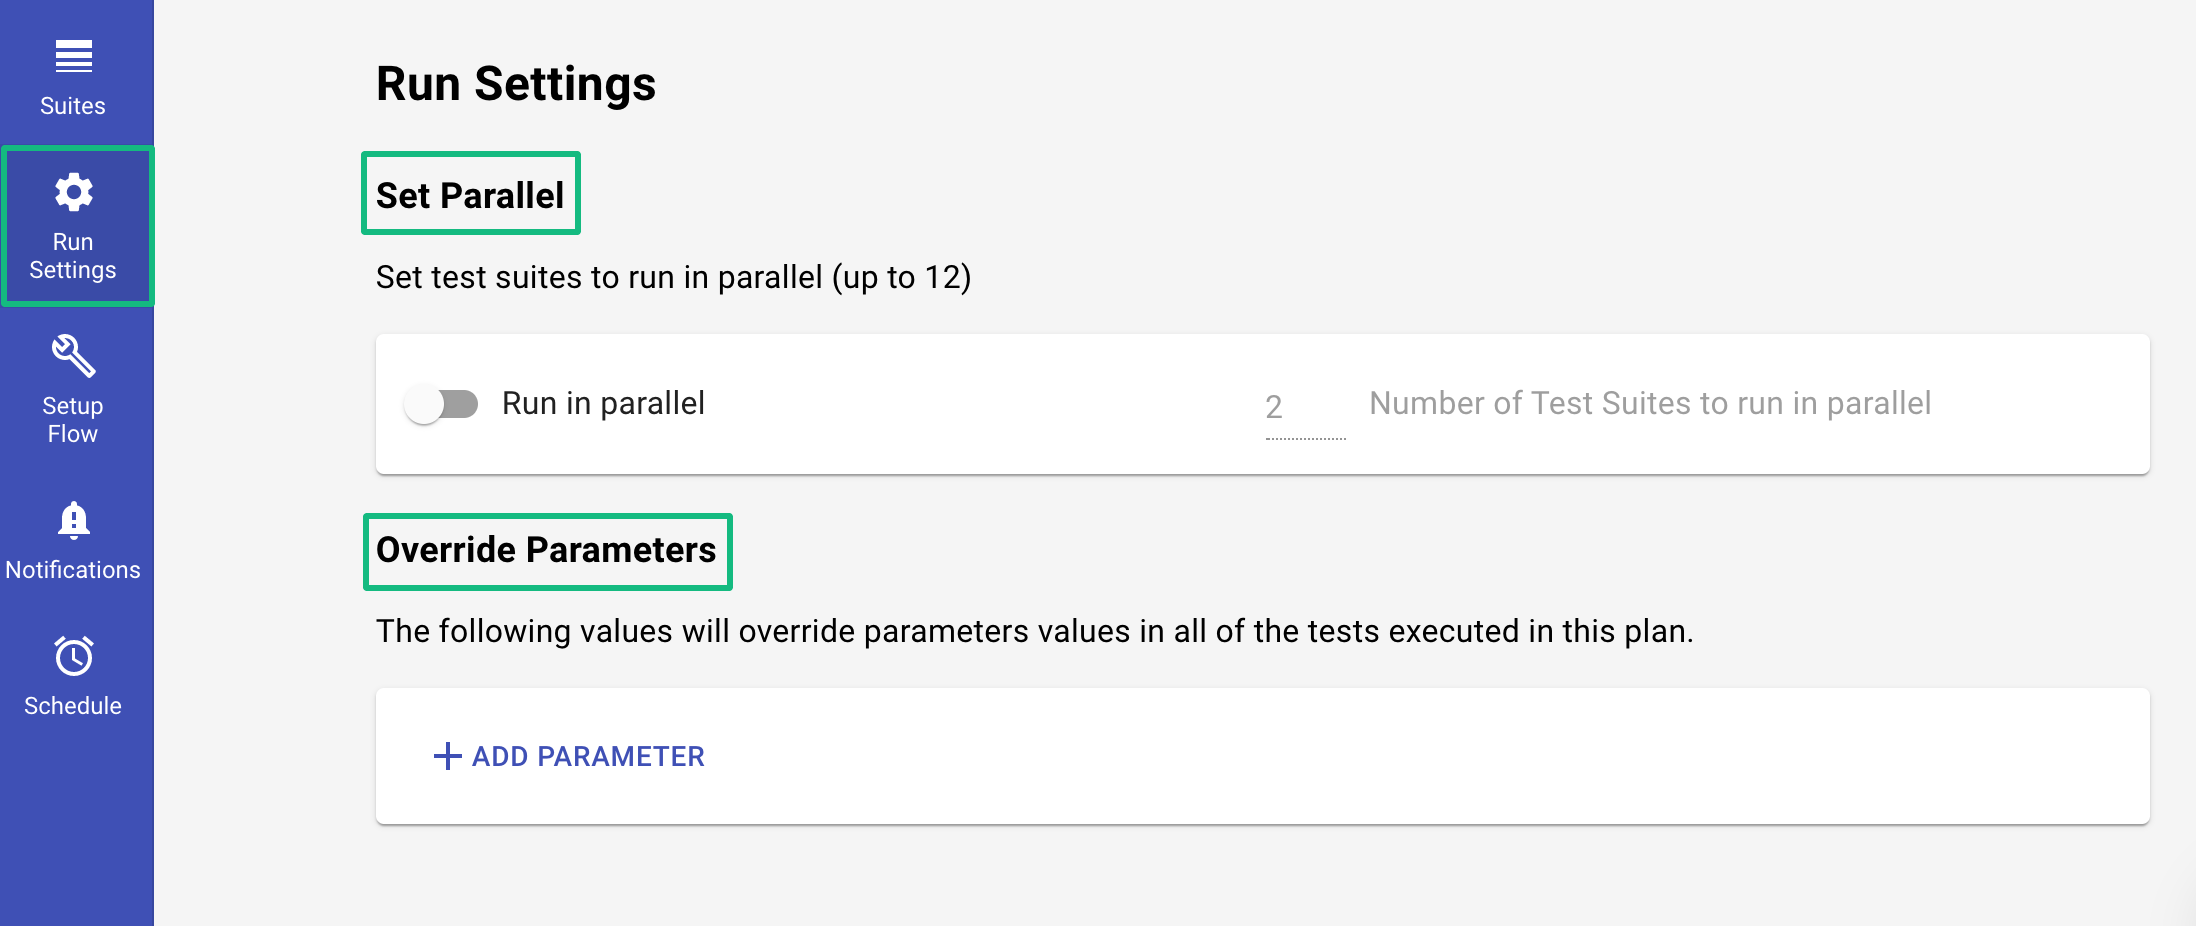 Suites
Run
Settings
Setup
Flow
Notifications
Schedule
Run Settings
Set Parallel
Set test suites to run in parallel (up to 12)
Run in parallel
2 Number of Test Suites to run in parallel
Override Parameters
The following values will override parameters values in all of the tests executed in this plan.
+ ADD PARAMETER